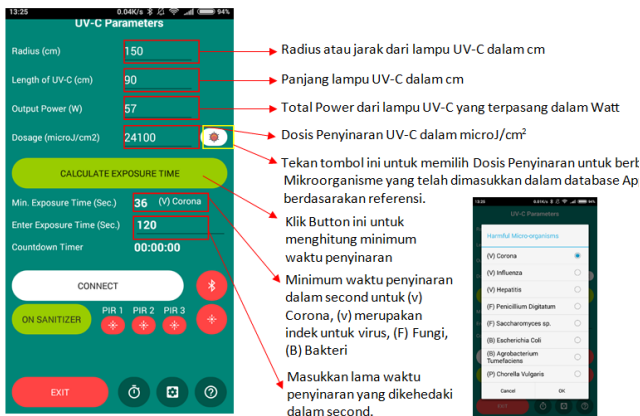 13:25
0.04K/s
94%
UV-C Parameters
Radius (cm)
150
Length of UV-C (cm)
90
Output Power (W)
57
Dosage (microJ/cm2)
24100
CALCULATE EXPOSURE TIME
Min. Exposure Time (Sec.)
36 (V) Corona
Enter Exposure Time (Sec.)
120
Countdown Timer
00:00:00
CONNECT
ON SANITIZER
PIR 1 PIR 2 PIR 3
EXIT
Radius atau jarak dari lampu UV-C dalam cm
Panjang lampu UV-C dalam cm
Total Power dari lampu UV-C yang terpasang dalam Watt
Dosis Penyinaran UV-C dalam microJ/cm²
Tekan tombol ini untuk memilih Dosis Penyinaran untuk berb
Mikroorganisme yang telah dimasukkan dalam database Ap
berdasarakan referensi.
Klik Button ini untuk
menghitung minimum
waktu penyinaran
Minimum waktu penyinaran
dalam second untuk (v)
Corona, (v) merupakan
indek untuk virus, (F) Fungi,
(B) Bakteri
Masukkan lama waktu
penyinaran yang dikehedaki
dalam second.
UV-C Parameters
Harmful Micro-organisms
(V) Corona
(V) Influenza
(V) Hepatitis
(F) Penicillium Digitatum
(F) Saccharomyces sp.
(B) Escherichia Coli
(B) Agrobacterium
Tumefaciens
(P) Chorella Vulgaris
Cancel
OK
EXIT